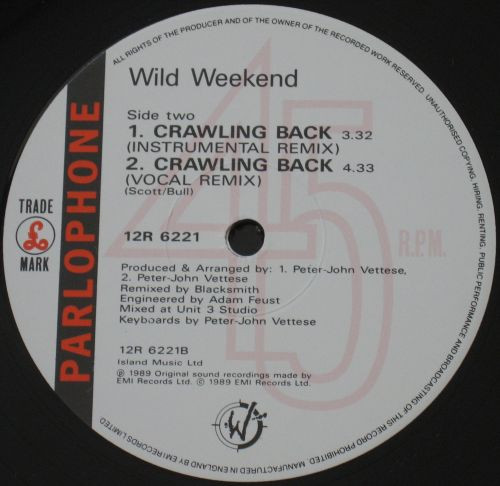 ALL RIGHTS OF THE PRODUCER AND OF THE OWNER OF THE RECORDED WORK RESERVED. UNAUTHORISED COPYING, HIRING, RENTING, PUBLIC PERFORMANCE AND BROADCASTING OF THIS RECORD PROHIBITED. MANUFACTURED IN ENGLAND BY EMI RECORDS LIMITED
PARLOPHONE
TRADE
£
MARK
Wild Weekend
Side two
1. CRAWLING BACK 3.32
(INSTRUMENTAL REMIX)
2. CRAWLING BACK 4.33
(VOCAL REMIX)
(Scott/Bull)
45
R.P.M.
12R 6221
Produced & Arranged by: 1. Peter-John Vettese,
2. Peter-John Vettese
Remixed by Blacksmith
Engineered by Adam Feust
Mixed at Unit 3 Studio
Keyboards by Peter-John Vettese
12R 6221B
Island Music Ltd
℗ 1989 Original sound recordings made by
EMI Records Ltd. © 1989 EMI Records Ltd.
W